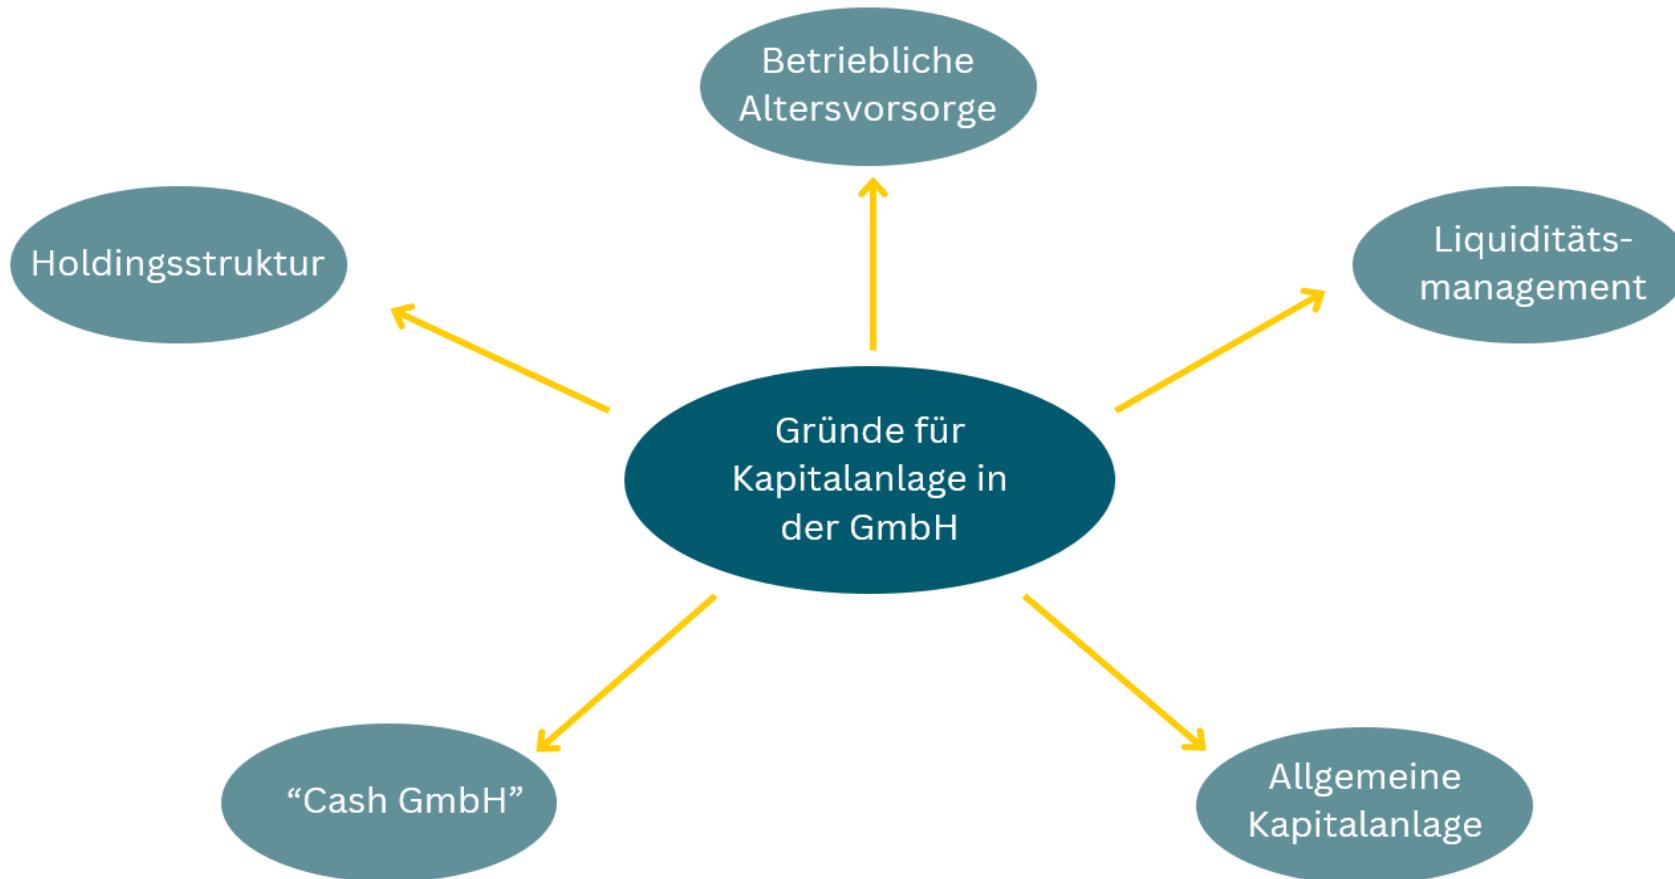 Betriebliche
Altersvorsorge
Holdingsstruktur
Liquiditäts-
management
Gründe für
Kapitalanlage in
der GmbH
“Cash GmbH”
Allgemeine
Kapitalanlage